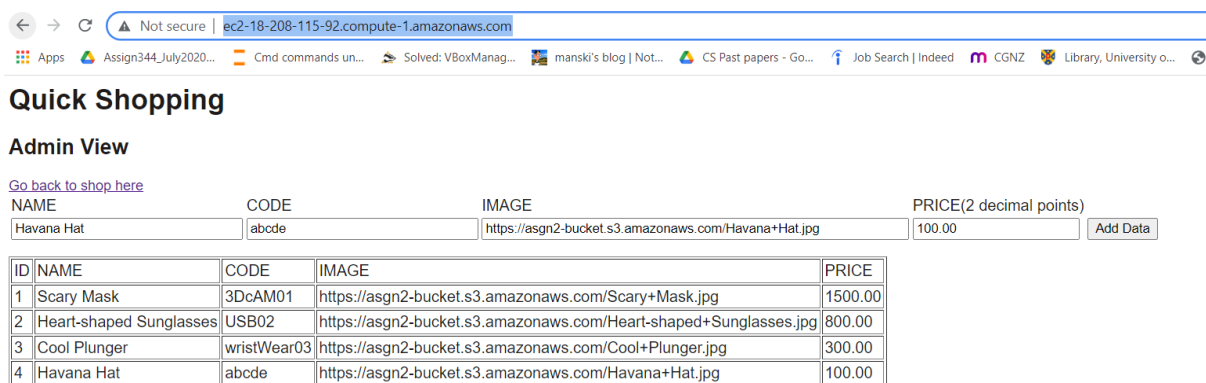 Not secure | ec2-18-208-115-92.compute-1.amazonaws.com
Apps Assign344_July2020... Cmd commands un... Solved: VBoxManag... manski's blog | Not... CS Past papers - Go... Job Search | Indeed CGNZ Library, University o...
Quick Shopping
Admin View
Go back to shop here
NAME CODE IMAGE PRICE(2 decimal points)
Havana Hat abcde https://asgn2-bucket.s3.amazonaws.com/Havana+Hat.jpg 100.00 Add Data
ID NAME CODE IMAGE PRICE
1 Scary Mask 3DcAM01 https://asgn2-bucket.s3.amazonaws.com/Scary+Mask.jpg 1500.00
2 Heart-shaped Sunglasses USB02 https://asgn2-bucket.s3.amazonaws.com/Heart-shaped+Sunglasses.jpg 800.00
3 Cool Plunger wristWear03 https://asgn2-bucket.s3.amazonaws.com/Cool+Plunger.jpg 300.00
4 Havana Hat abcde https://asgn2-bucket.s3.amazonaws.com/Havana+Hat.jpg 100.00